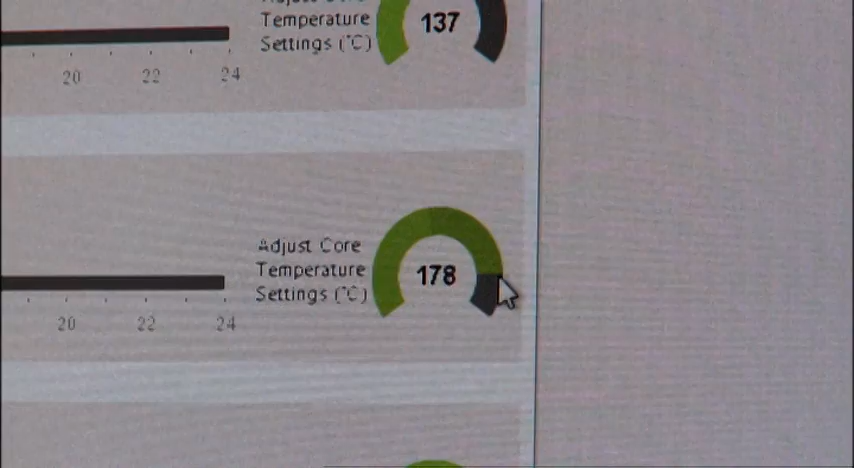 Temperature
Settings (°C)
137
20 22 24
Adjust Core
Temperature
Settings (°C)
178
20 22 24